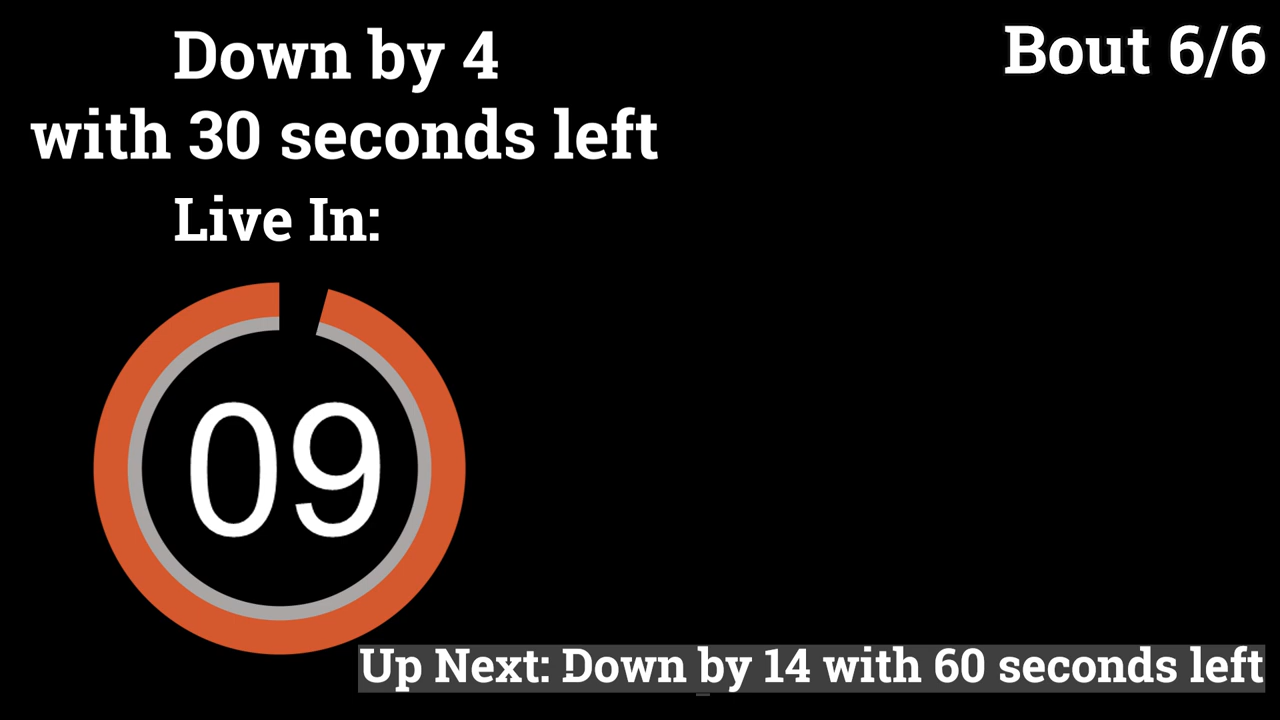 Down by 4
with 30 seconds left
Bout 6/6
Live In:
09
Up Next: Down by 14 with 60 seconds left